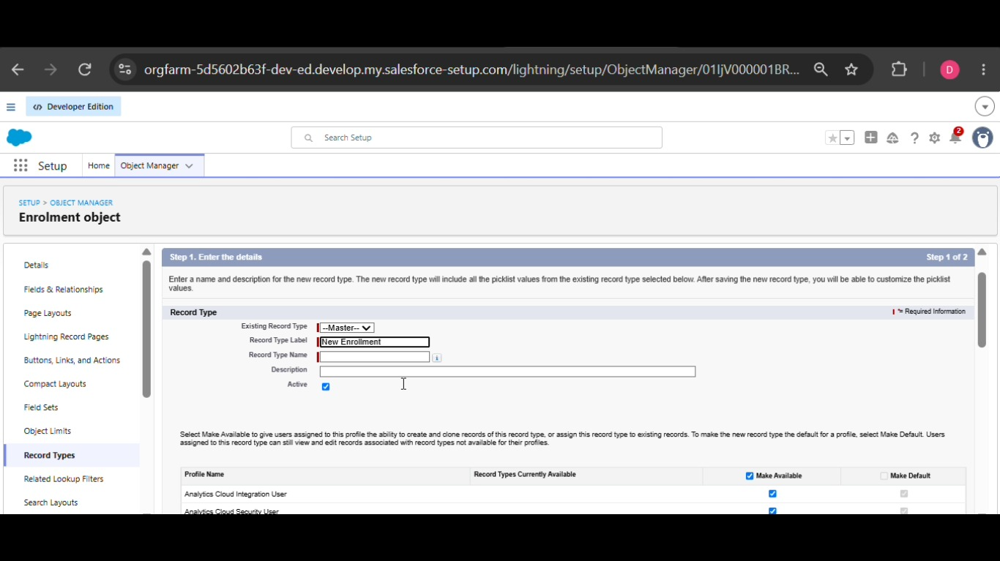 orgfarm-5d5602b63f-dev-ed.develop.my.salesforce-setup.com/lightning/setup/ObjectManager/01IjV000001BR...
D
Developer Edition
Search Setup
2
Setup
Home
Object Manager
SETUP > OBJECT MANAGER
Enrolment object
Details
Fields & Relationships
Page Layouts
Lightning Record Pages
Buttons, Links, and Actions
Compact Layouts
Field Sets
Object Limits
Record Types
Related Lookup Filters
Search Layouts
Step 1. Enter the details
Step 1 of 2
Enter a name and description for the new record type. The new record type will include all the picklist values from the existing record type selected below. After saving the new record type, you will be able to customize the picklist
values.
Record Type
= Required Information
Existing Record Type
--Master--
Record Type Label
New Enrollment
Record Type Name
i
Description
Active
Select Make Available to give users assigned to this profile the ability to create and clone records of this record type, or assign this record type to existing records. To make the new record type the default for a profile, select Make Default. Users
assigned to this record type can still view and edit records associated with record types not available for their profiles.
Profile Name
Record Types Currently Available
Make Available
Make Default
Analytics Cloud Integration User
Analytics Cloud Security User